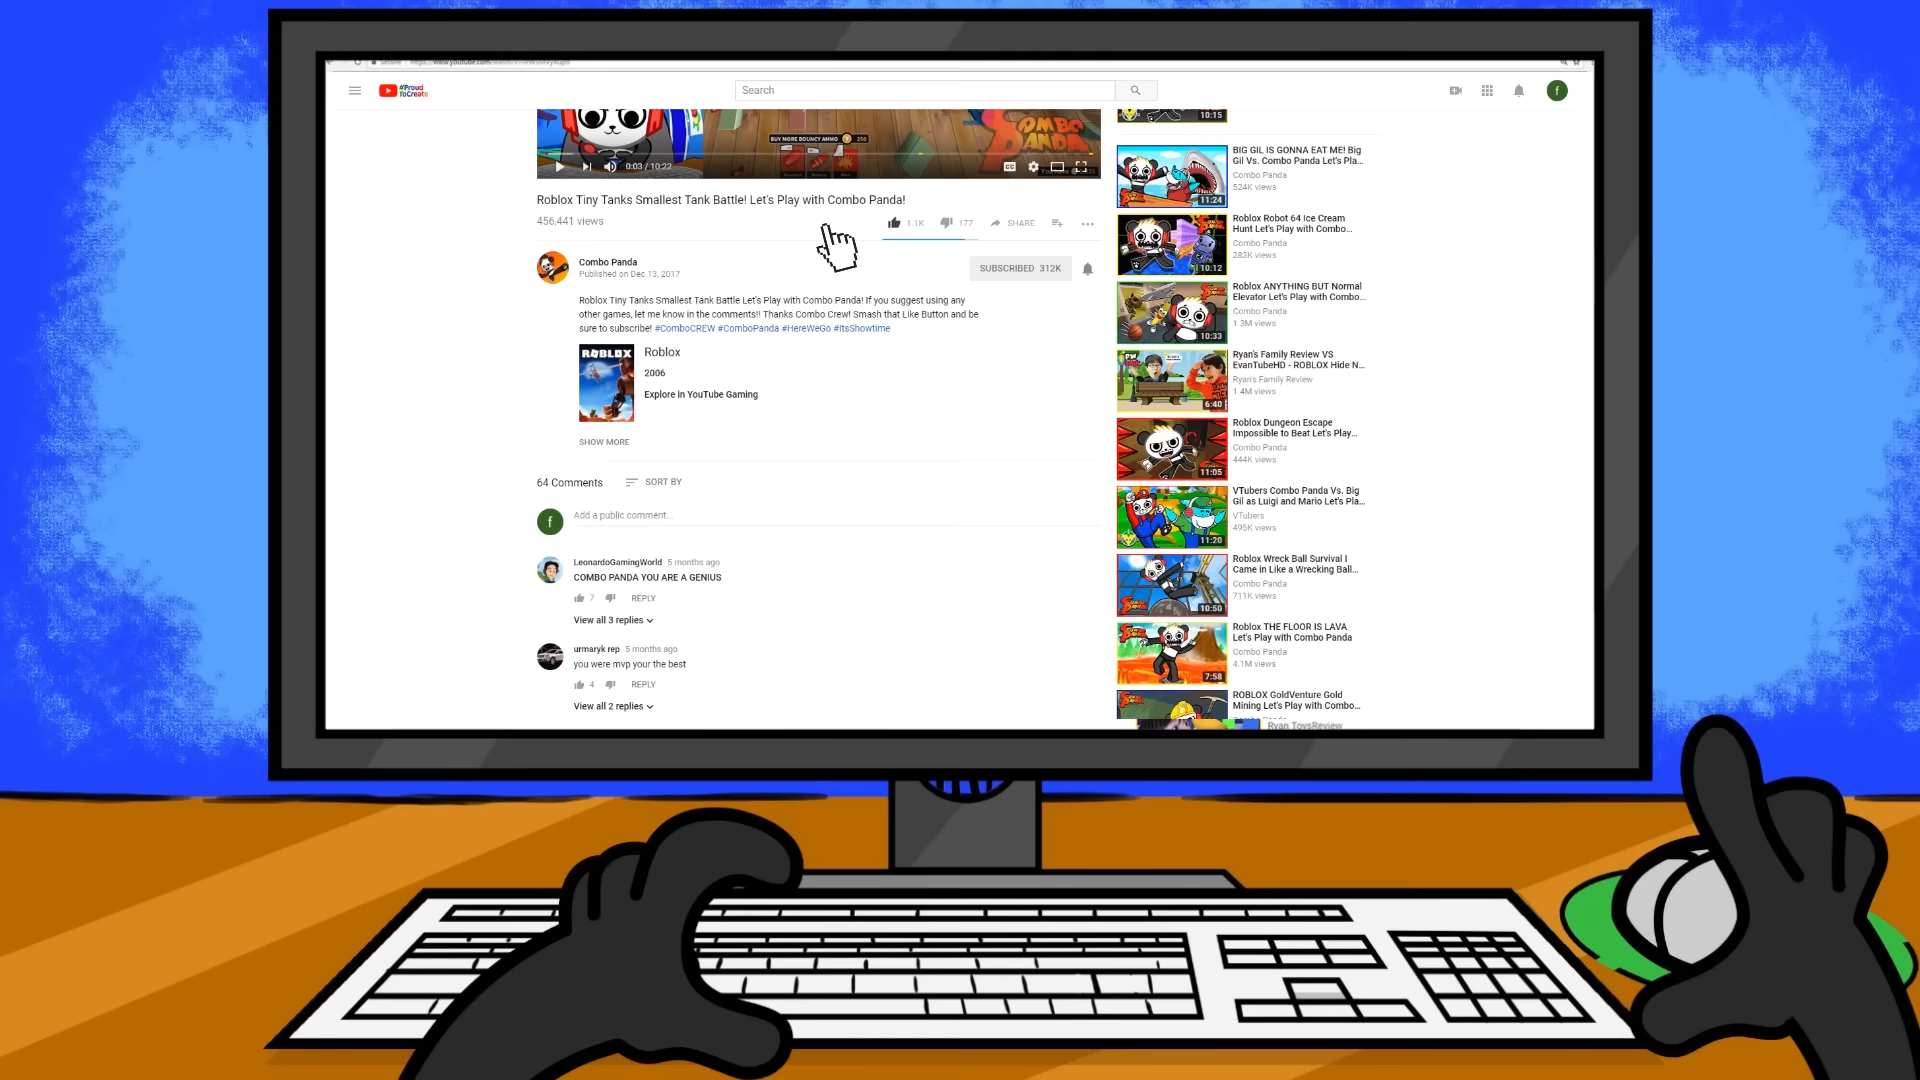 Secure
#Proud
ToCreate
Search
f
BUY MORE BOUNCY AMMO 250
COMBO
PANDA
0:03 / 10:22
CC
Roblox Tiny Tanks Smallest Tank Battle! Let's Play with Combo Panda!
456,441 views
1.1K 177 SHARE
Combo Panda
Published on Dec 13, 2017
SUBSCRIBED 312K
Roblox Tiny Tanks Smallest Tank Battle Let's Play with Combo Panda! If you suggest using any
other games, let me know in the comments!! Thanks Combo Crew! Smash that Like Button and be
sure to subscribe! #ComboCREW #ComboPanda #HereWeGo #ItsShowtime
ROBLOX
Roblox
2006
Explore in YouTube Gaming
SHOW MORE
64 Comments SORT BY
f
Add a public comment...
LeonardoGamingWorld 5 months ago
COMBO PANDA YOU ARE A GENIUS
7 REPLY
View all 3 replies
urmaryk rep 5 months ago
you were mvp your the best
4 REPLY
View all 2 replies
10:15
BIG GIL IS GONNA EAT ME! Big
Gil Vs. Combo Panda Let's Pla...
Combo Panda
524K views
11:24
Roblox Robot 64 Ice Cream
Hunt Let's Play with Combo...
Combo Panda
283K views
10:12
Roblox ANYTHING BUT Normal
Elevator Let's Play with Combo...
Combo Panda
1.3M views
10:33
Ryan's Family Review VS
EvanTubeHD - ROBLOX Hide N...
Ryan's Family Review
1.4M views
6:40
Roblox Dungeon Escape
Impossible to Beat Let's Play...
Combo Panda
444K views
11:05
VTubers Combo Panda Vs. Big
Gil as Luigi and Mario Let's Pla...
VTubers
495K views
11:20
Roblox Wreck Ball Survival I
Came in Like a Wrecking Ball...
Combo Panda
711K views
10:50
Roblox THE FLOOR IS LAVA
Let's Play with Combo Panda
Combo Panda
4.1M views
7:58
ROBLOX GoldVenture Gold
Mining Let's Play with Combo...
Ryan ToysReview